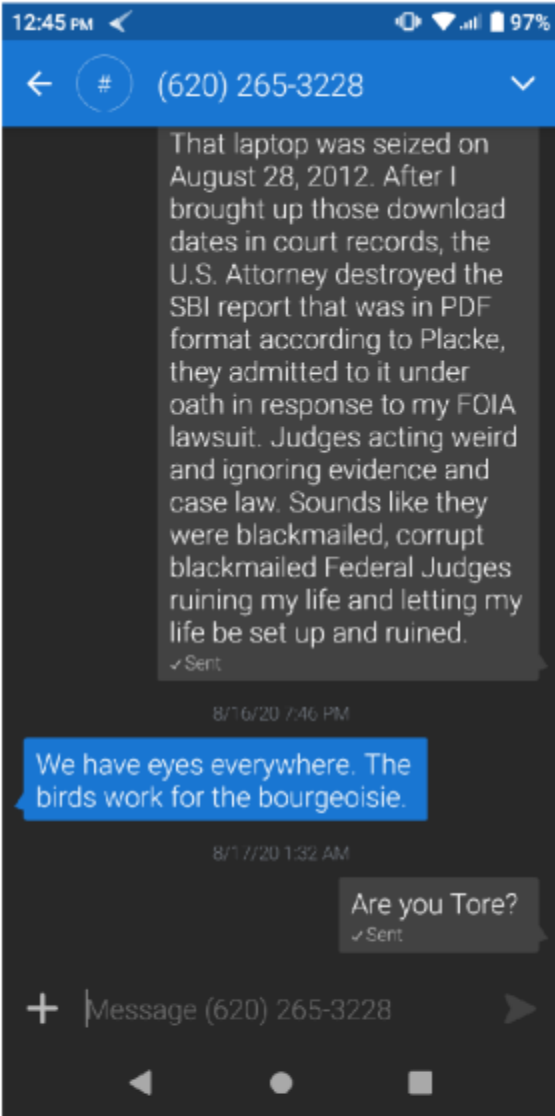 12:45 PM 97%
# (620) 265-3228
That laptop was seized on
August 28, 2012. After I
brought up those download
dates in court records, the
U.S. Attorney destroyed the
SBI report that was in PDF
format according to Placke,
they admitted to it under
oath in response to my FOIA
lawsuit. Judges acting weird
and ignoring evidence and
case law. Sounds like they
were blackmailed, corrupt
blackmailed Federal Judges
ruining my life and letting my
life be set up and ruined.
✓ Sent
8/16/20 7:46 PM
We have eyes everywhere. The
birds work for the bourgeoisie.
8/17/20 1:32 AM
Are you Tore?
✓ Sent
Message (620) 265-3228